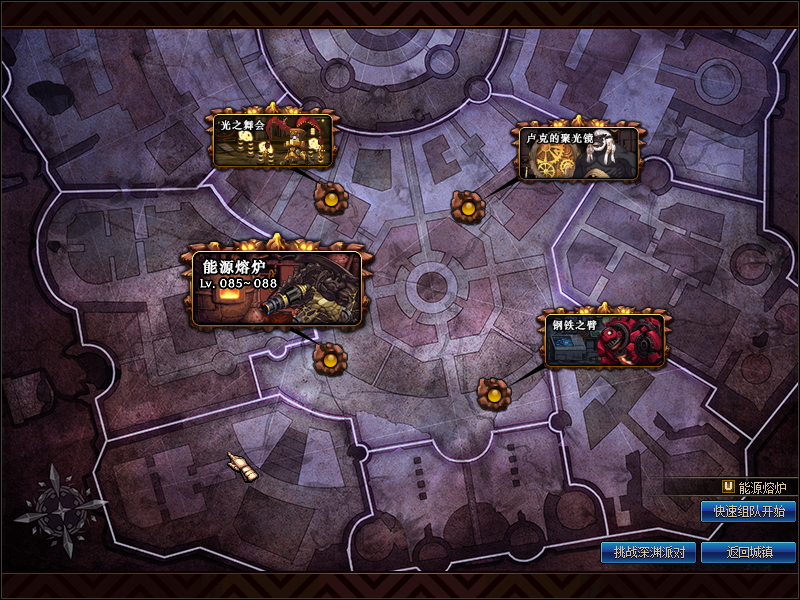 光之舞会
卢克的聚光镜
能源熔炉
Lv. 085~088
钢铁之臂
U 能源熔炉
快速组队开始
挑战深渊派对
返回城镇